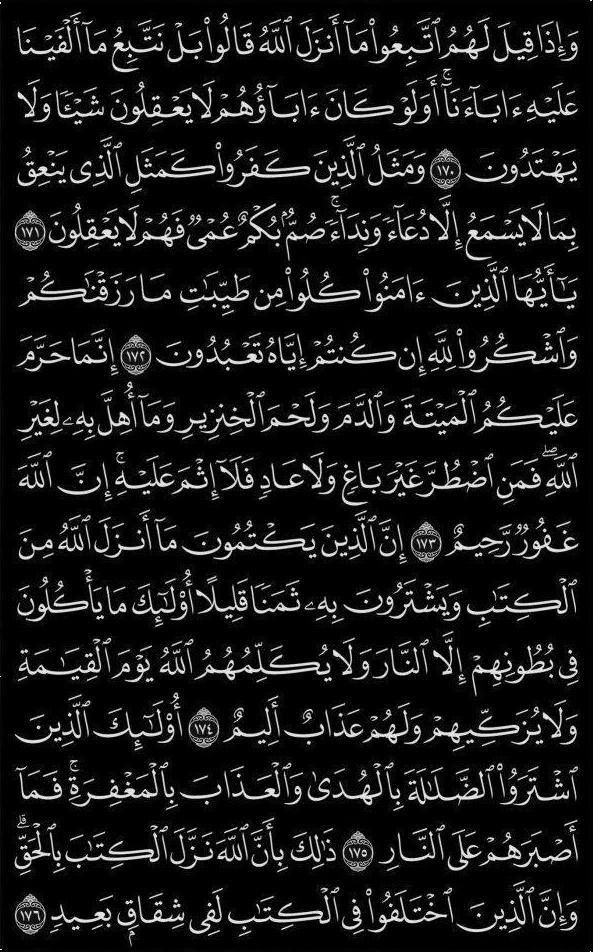 وَإِذَا قِيلَ لَهُمُ ٱتَّبِعُوا۟ مَآ أَنزَلَ ٱللَّهُ قَالُوا۟ بَلْ نَتَّبِعُ مَآ أَلْفَيْنَا
عَلَيْهِ ءَابَآءَنَآ ۗ أَوَلَوْ كَانَ ءَابَآؤُهُمْ لَا يَعْقِلُونَ شَيْـًٔا وَلَا
يَهْتَدُونَ ١٧٠ وَمَثَلُ ٱلَّذِينَ كَفَرُوا۟ كَمَثَلِ ٱلَّذِى يَنْعِقُ
بِمَا لَا يَسْمَعُ إِلَّا دُعَآءً وَنِدَآءً ۚ صُمٌّۢ بُكْمٌ عُمْىٌ فَهُمْ لَا يَعْقِلُونَ ١٧١
يَـٰٓأَيُّهَا ٱلَّذِينَ ءَامَنُوا۟ كُلُوا۟ مِن طَيِّبَـٰتِ مَا رَزَقْنَـٰكُمْ
وَٱشْكُرُوا۟ لِلَّهِ إِن كُنتُمْ إِيَّاهُ تَعْبُدُونَ ١٧٢ إِنَّمَا حَرَّمَ
عَلَيْكُمُ ٱلْمَيْتَةَ وَٱلدَّمَ وَلَحْمَ ٱلْخِنزِيرِ وَمَآ أُهِلَّ بِهِۦ لِغَيْرِ
ٱللَّهِ ۖ فَمَنِ ٱضْطُرَّ غَيْرَ بَاغٍ وَلَا عَادٍ فَلَآ إِثْمَ عَلَيْهِ ۚ إِنَّ ٱللَّهَ
غَفُورٌ رَّحِيمٌ ١٧٣ إِنَّ ٱلَّذِينَ يَكْتُمُونَ مَآ أَنزَلَ ٱللَّهُ مِنَ
ٱلْكِتَـٰبِ وَيَشْتَرُونَ بِهِۦ ثَمَنًا قَلِيلًا أُو۟لَـٰٓئِكَ مَا يَأْكُلُونَ
فِى بُطُونِهِمْ إِلَّا ٱلنَّارَ وَلَا يُكَلِّمُهُمُ ٱللَّهُ يَوْمَ ٱلْقِيَـٰمَةِ
وَلَا يُزَكِّيهِمْ وَلَهُمْ عَذَابٌ أَلِيمٌ ١٧٤ أُو۟لَـٰٓئِكَ ٱلَّذِينَ
ٱشْتَرَوُا۟ ٱلضَّلَـٰلَةَ بِٱلْهُدَىٰ وَٱلْعَذَابَ بِٱلْمَغْفِرَةِ ۚ فَمَآ
أَصْبَرَهُمْ عَلَى ٱلنَّارِ ١٧٥ ذَٰلِكَ بِأَنَّ ٱللَّهَ نَزَّلَ ٱلْكِتَـٰبَ بِٱلْحَقِّ ۗ
وَإِنَّ ٱلَّذِينَ ٱخْتَلَفُوا۟ فِى ٱلْكِتَـٰبِ لَفِى شِقَاقٍۭ بَعِيدٍ ١٧٦